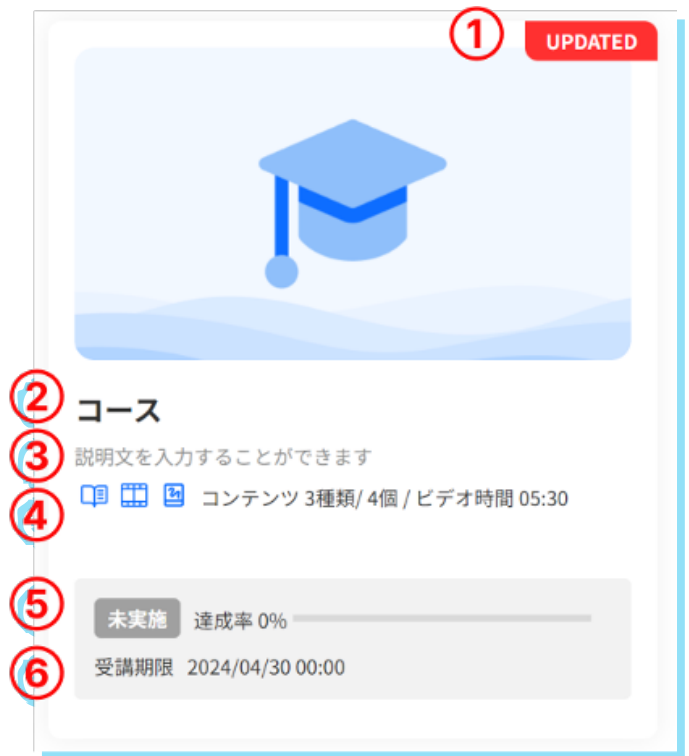 ① UPDATED
② コース
③ 説明文を入力することができます
④ コンテンツ 3種類/ 4個 / ビデオ時間 05:30
⑤ 未実施 達成率 0%
⑥ 受講期限 2024/04/30 00:00